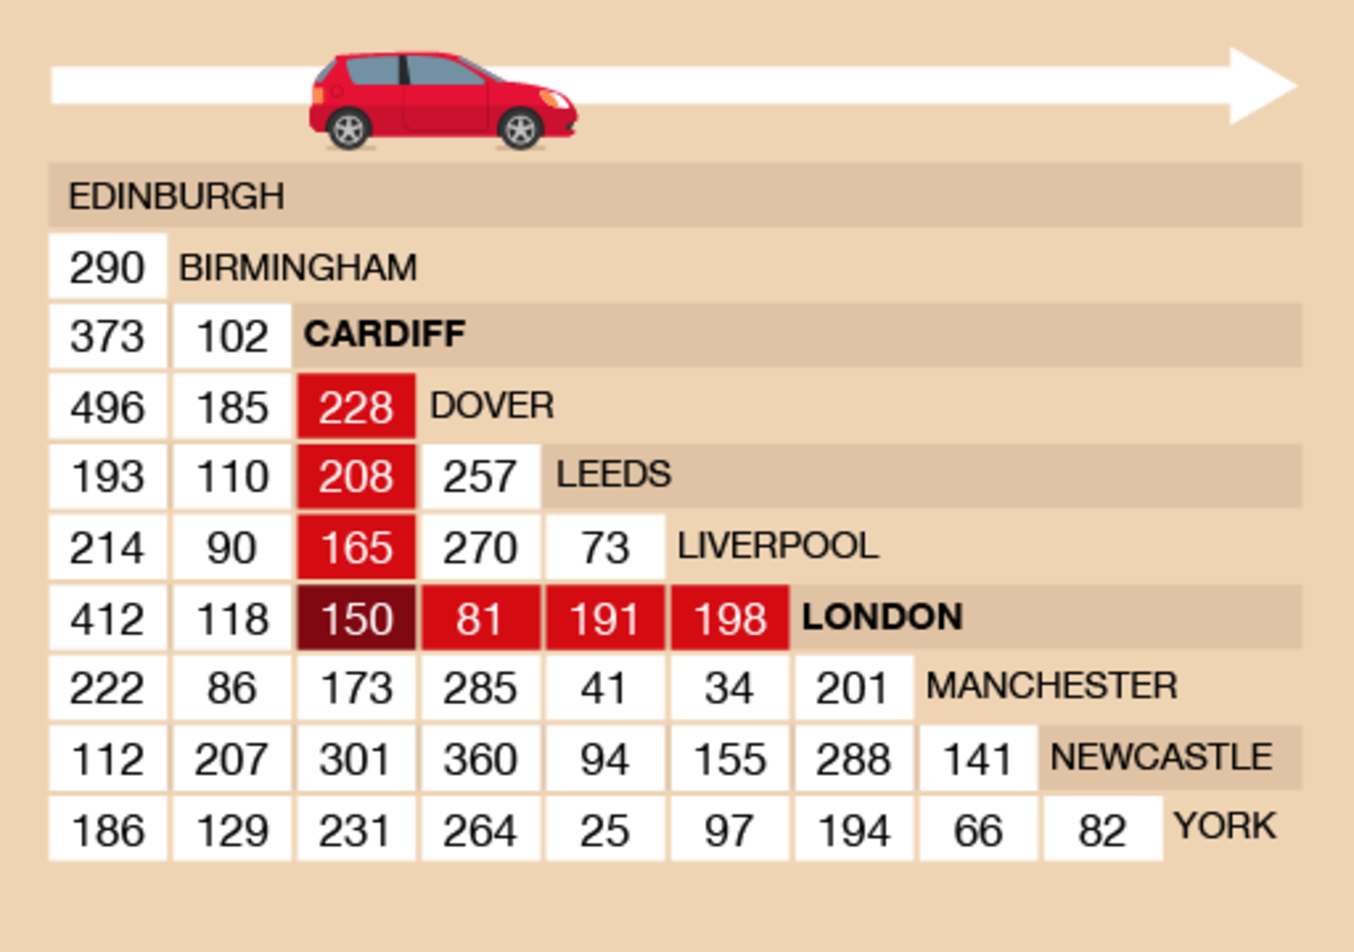 EDINBURGH
290 BIRMINGHAM
373 102 CARDIFF
496 185 228 DOVER
193 110 208 257 LEEDS
214 90 165 270 73 LIVERPOOL
412 118 150 81 191 198 LONDON
222 86 173 285 41 34 201 MANCHESTER
112 207 301 360 94 155 288 141 NEWCASTLE
186 129 231 264 25 97 194 66 82 YORK